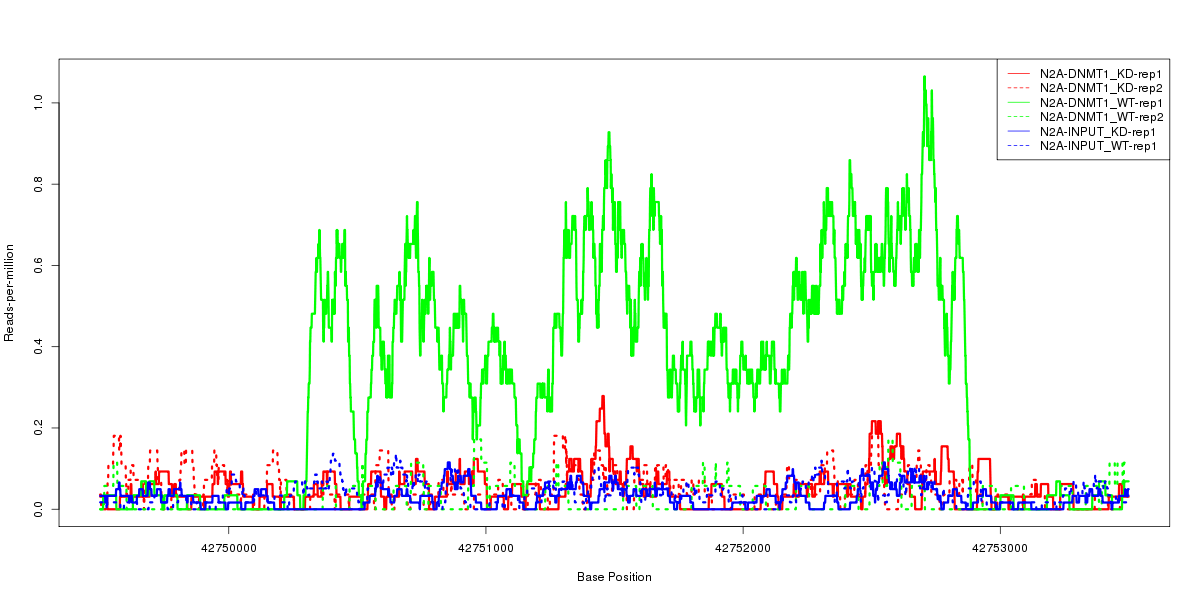 N2A-DNMT1_KD-rep1
N2A-DNMT1_KD-rep2
N2A-DNMT1_WT-rep1
N2A-DNMT1_WT-rep2
N2A-INPUT_KD-rep1
N2A-INPUT_WT-rep1
Reads-per-million
1.0
0.8
0.6
0.4
0.2
0.0
42750000 42751000 42752000 42753000
Base Position